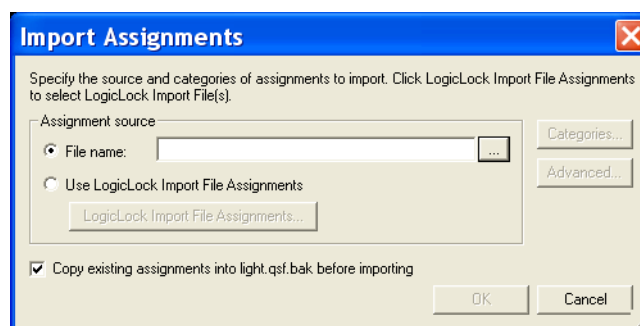 Import Assignments
Specify the source and categories of assignments to import. Click LogicLock Import File Assignments
to select LogicLock Import File(s).
Assignment source
File name:
...
Categories...
Use LogicLock Import File Assignments
Advanced...
LogicLock Import File Assignments...
Copy existing assignments into light.qsf.bak before importing
OK
Cancel